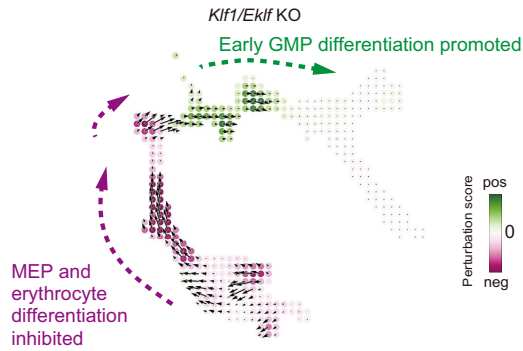 Klf1/Eklf KO
Early GMP differentiation promoted
MEP and
erythrocyte
differentiation
inhibited
Perturbation score
pos
0
neg